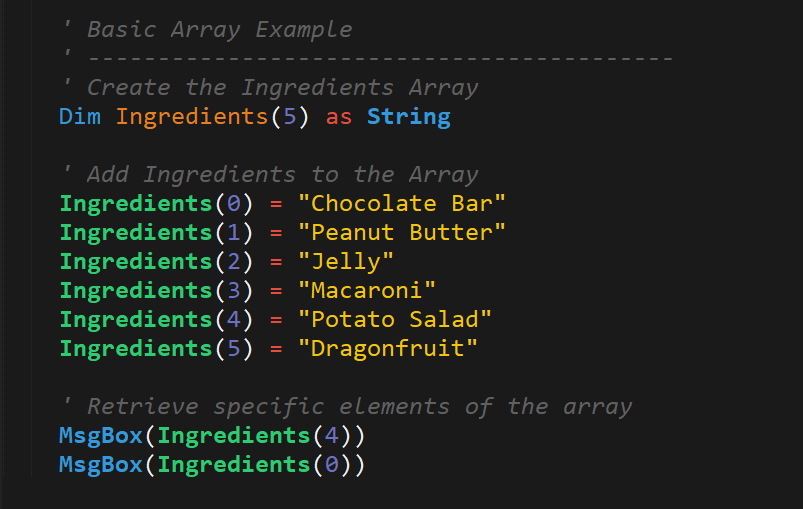 ' Basic Array Example
' ------------------------------------------
' Create the Ingredients Array
Dim Ingredients(5) as String
' Add Ingredients to the Array
Ingredients(0) = "Chocolate Bar"
Ingredients(1) = "Peanut Butter"
Ingredients(2) = "Jelly"
Ingredients(3) = "Macaroni"
Ingredients(4) = "Potato Salad"
Ingredients(5) = "Dragonfruit"
' Retrieve specific elements of the array
MsgBox(Ingredients(4))
MsgBox(Ingredients(0))